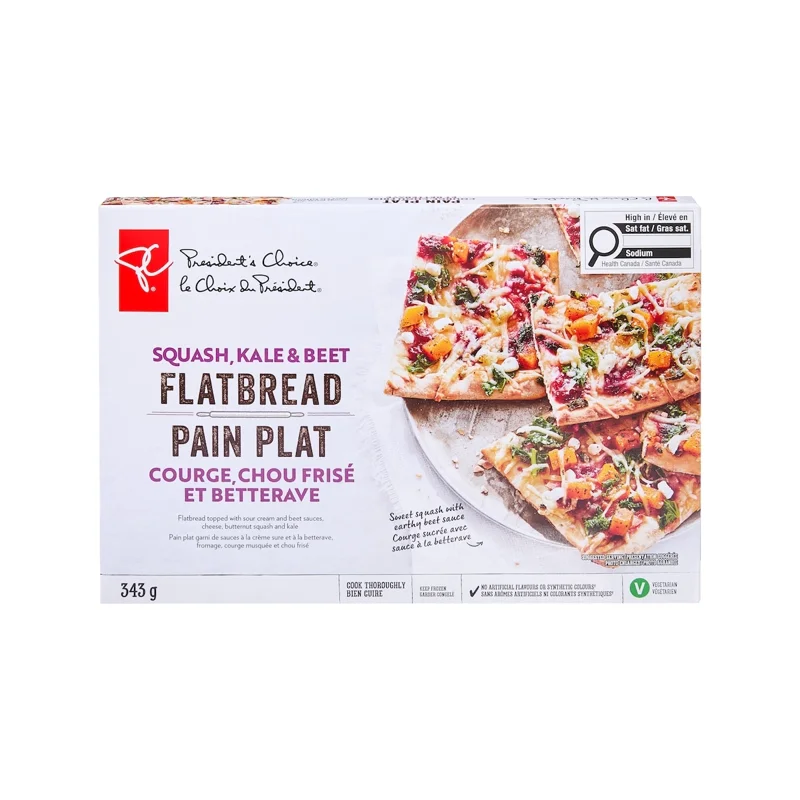 PAIN PLAT
PC
President's Choice®
le Choix du Président®
High in / Élevé en
Sat fat / Gras sat.
Sodium
Health Canada / Santé Canada
SQUASH, KALE & BEET
FLATBREAD
PAIN PLAT
COURGE, CHOU FRISÉ
ET BETTERAVE
Flatbread topped with sour cream and beet sauces,
cheese, butternut squash and kale
Pain plat garni de sauces à la crème sure et à la betterave,
fromage, courge musquée et chou frisé
Sweet squash with
earthy beet sauce
Courge sucrée avec
sauce à la betterave
343 g
COOK THOROUGHLY
BIEN CUIRE
KEEP FROZEN
GARDER CONGELÉ
NO ARTIFICIAL FLAVOURS OR SYNTHETIC COLOURS
SANS ARÔMES ARTIFICIELS NI COLORANTS SYNTHÉTIQUES
V
VEGETARIAN
VÉGÉTARIEN